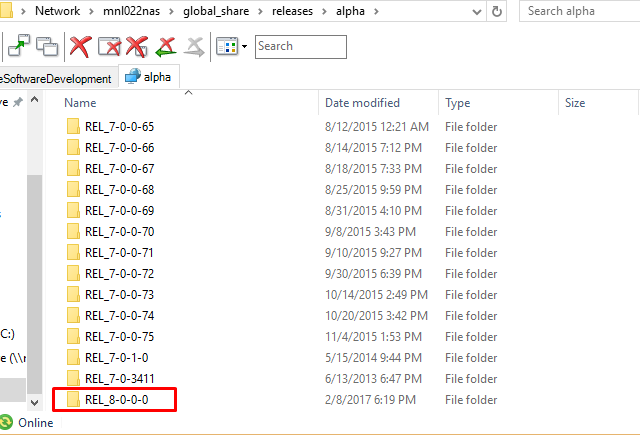 Network › mnl022nas › global_share › releases › alpha › Search alpha
Search
eSoftwareDevelopment alpha
ve Name Date modified Type Size
REL_7-0-0-65 8/12/2015 12:21 AM File folder
REL_7-0-0-66 8/14/2015 7:12 PM File folder
REL_7-0-0-67 8/18/2015 7:33 PM File folder
REL_7-0-0-68 8/25/2015 9:59 PM File folder
REL_7-0-0-69 8/31/2015 4:10 PM File folder
REL_7-0-0-70 9/8/2015 3:43 PM File folder
REL_7-0-0-71 9/10/2015 9:27 PM File folder
REL_7-0-0-72 9/30/2015 6:39 PM File folder
REL_7-0-0-73 10/14/2015 2:49 PM File folder
REL_7-0-0-74 10/20/2015 3:42 PM File folder
C:) REL_7-0-0-75 11/4/2015 1:53 PM File folder
e (\\r REL_7-0-1-0 5/15/2014 9:44 PM File folder
REL_7-0-3411 6/13/2013 6:47 PM File folder
REL_8-0-0-0 2/8/2017 6:19 PM File folder
Online